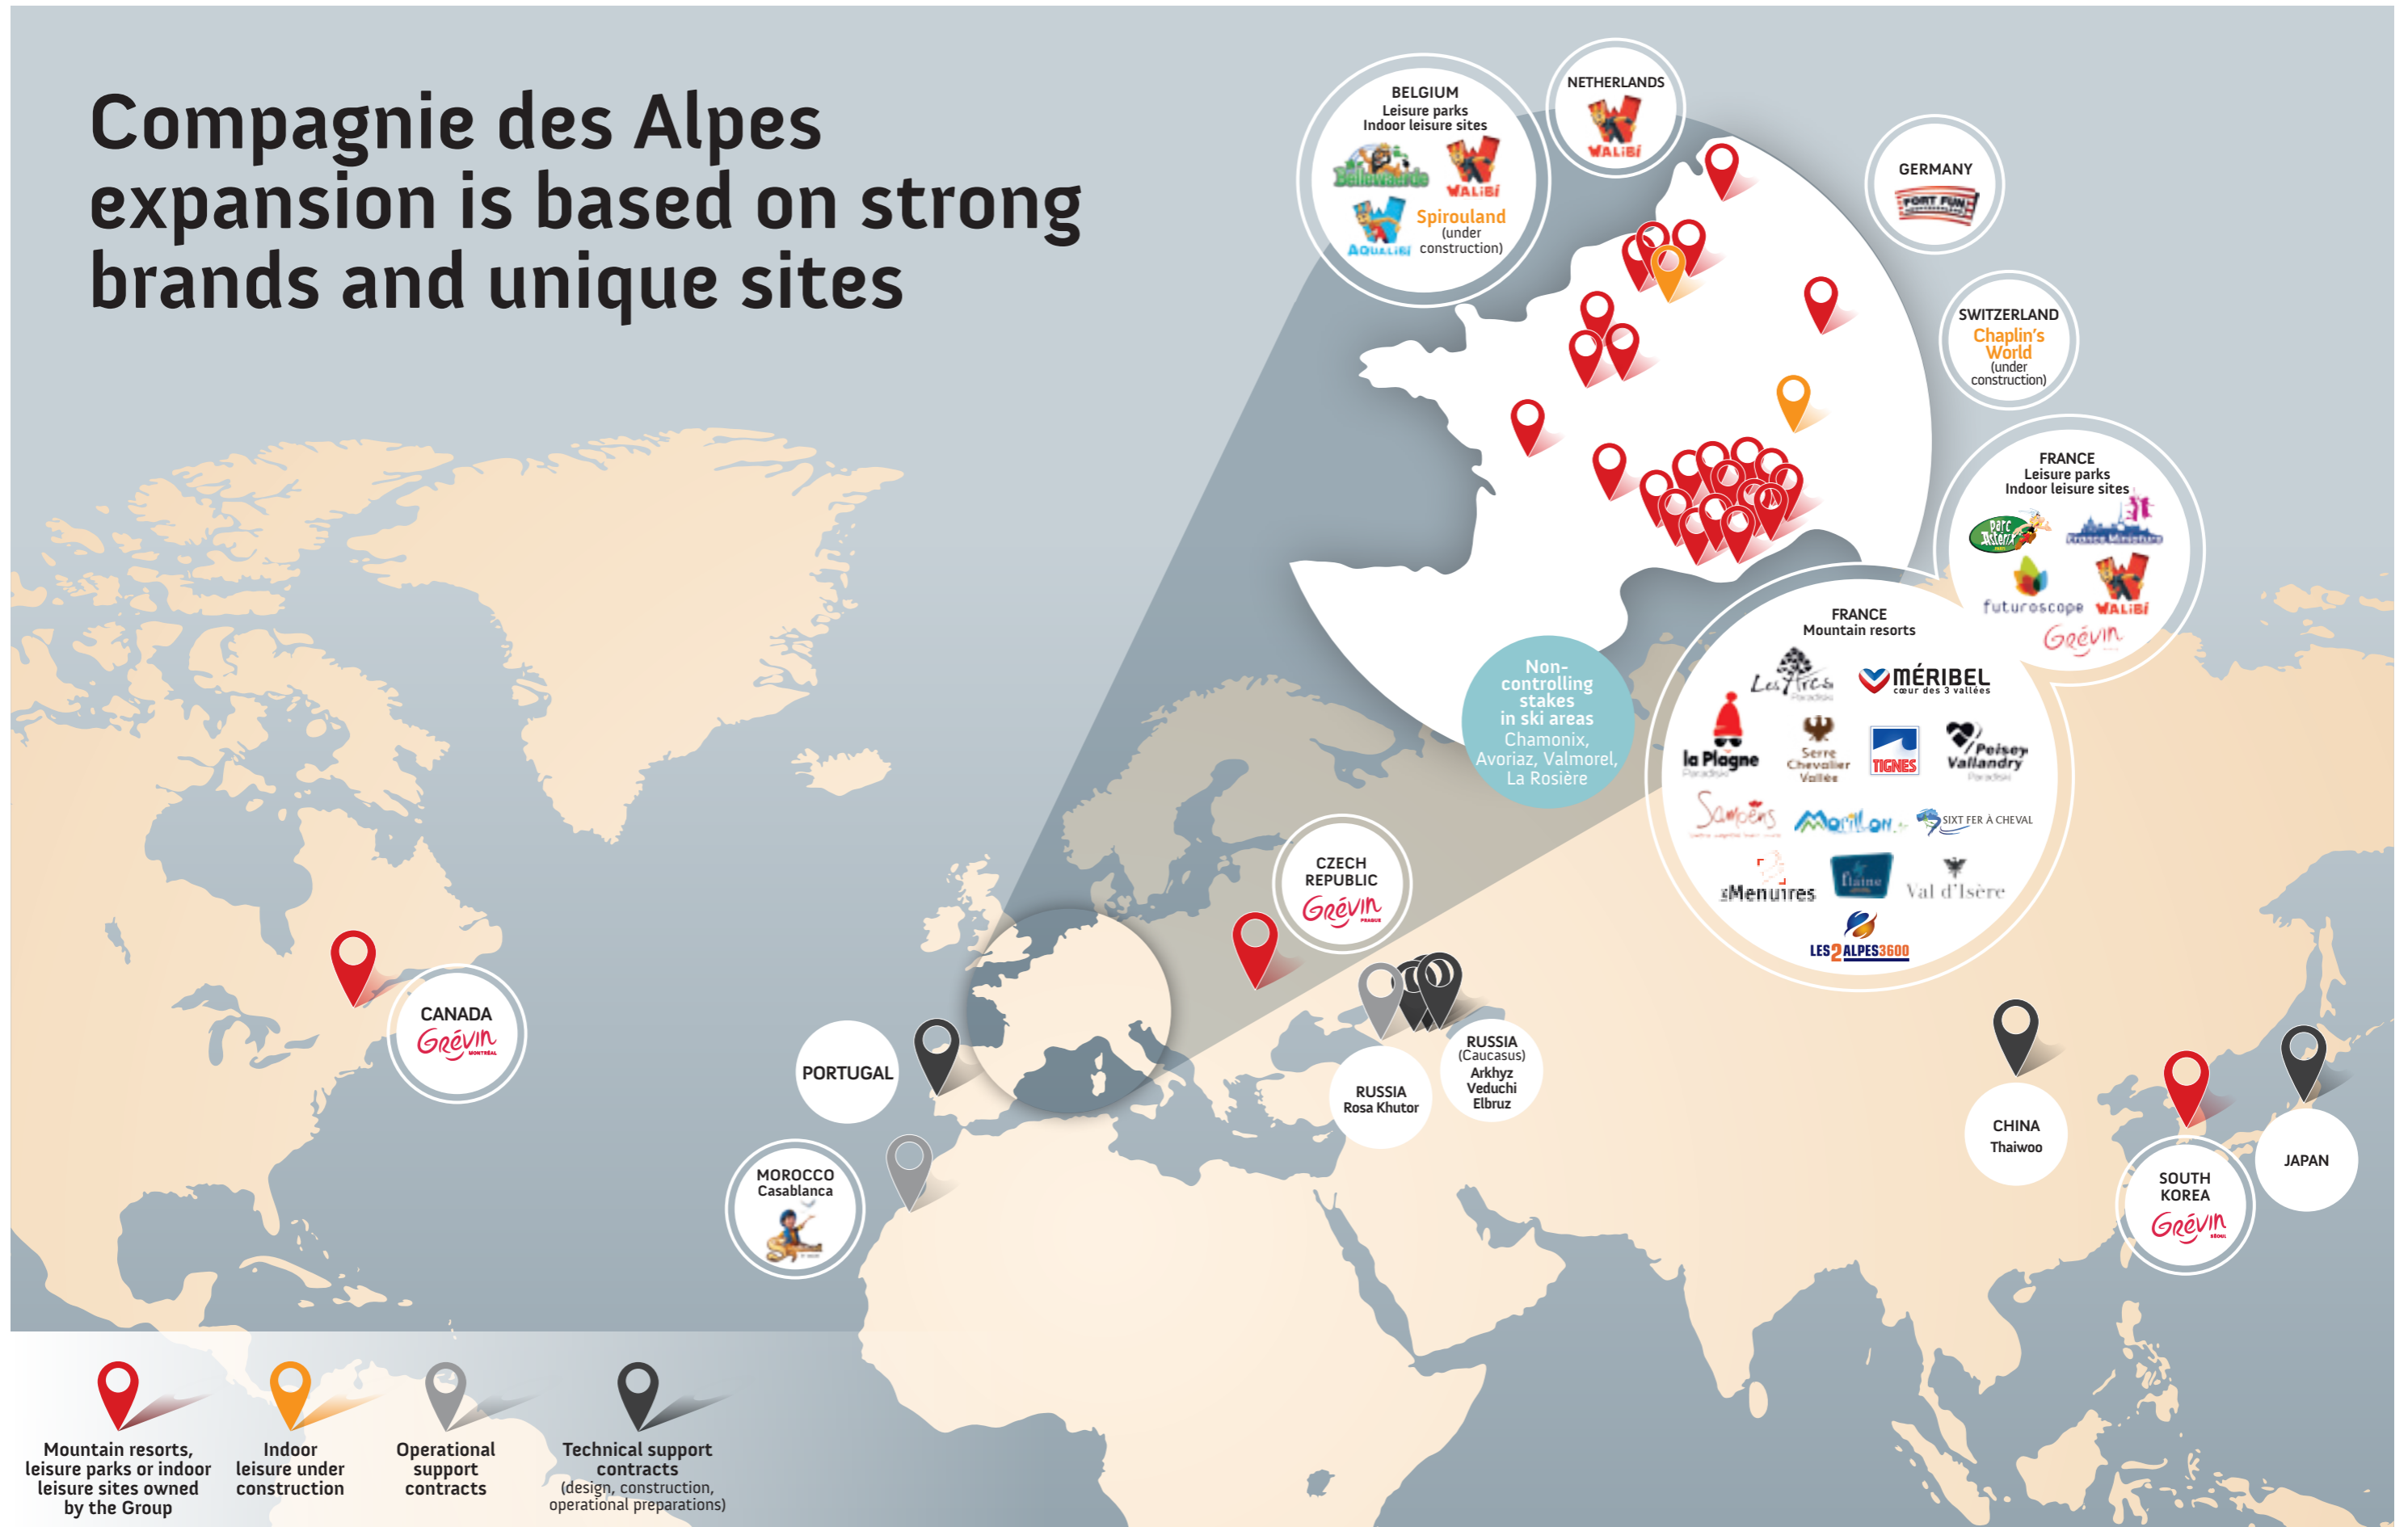 Compagnie des Alpes
expansion is based on strong
brands and unique sites
BELGIUM
Leisure parks
Indoor leisure sites
Bellewaerde
WALiBi
AQUALiBi
Spirouland
(under
construction)
NETHERLANDS
WALiBi
GERMANY
FORT FUN
SWITZERLAND
Chaplin's
World
(under
construction)
FRANCE
Leisure parks
Indoor leisure sites
Parc
Astérix
France Miniature
futuroscope
WALiBi
Grévin
FRANCE
Mountain resorts
Les Arcs
Paradiski
MÉRIBEL
cœur des 3 vallées
la Plagne
Paradiski
Serre
Chevalier
Vallée
TIGNES
Peisey
Vallandry
Paradiski
Samoëns
Morillon
SIXT FER À CHEVAL
Menuires
flaine
Val d'Isère
LES2ALPES3600
Non-
controlling
stakes
in ski areas
Chamonix,
Avoriaz, Valmorel,
La Rosière
CZECH
REPUBLIC
Grévin
PRAGUE
CANADA
Grévin
MONTRÉAL
PORTUGAL
MOROCCO
Casablanca
RUSSIA
Rosa Khutor
RUSSIA
(Caucasus)
Arkhyz
Veduchi
Elbruz
CHINA
Thaiwoo
SOUTH
KOREA
Grévin
SÉOUL
JAPAN
Mountain resorts,
leisure parks or indoor
leisure sites owned
by the Group
Indoor
leisure under
construction
Operational
support
contracts
Technical support
contracts
(design, construction,
operational preparations)